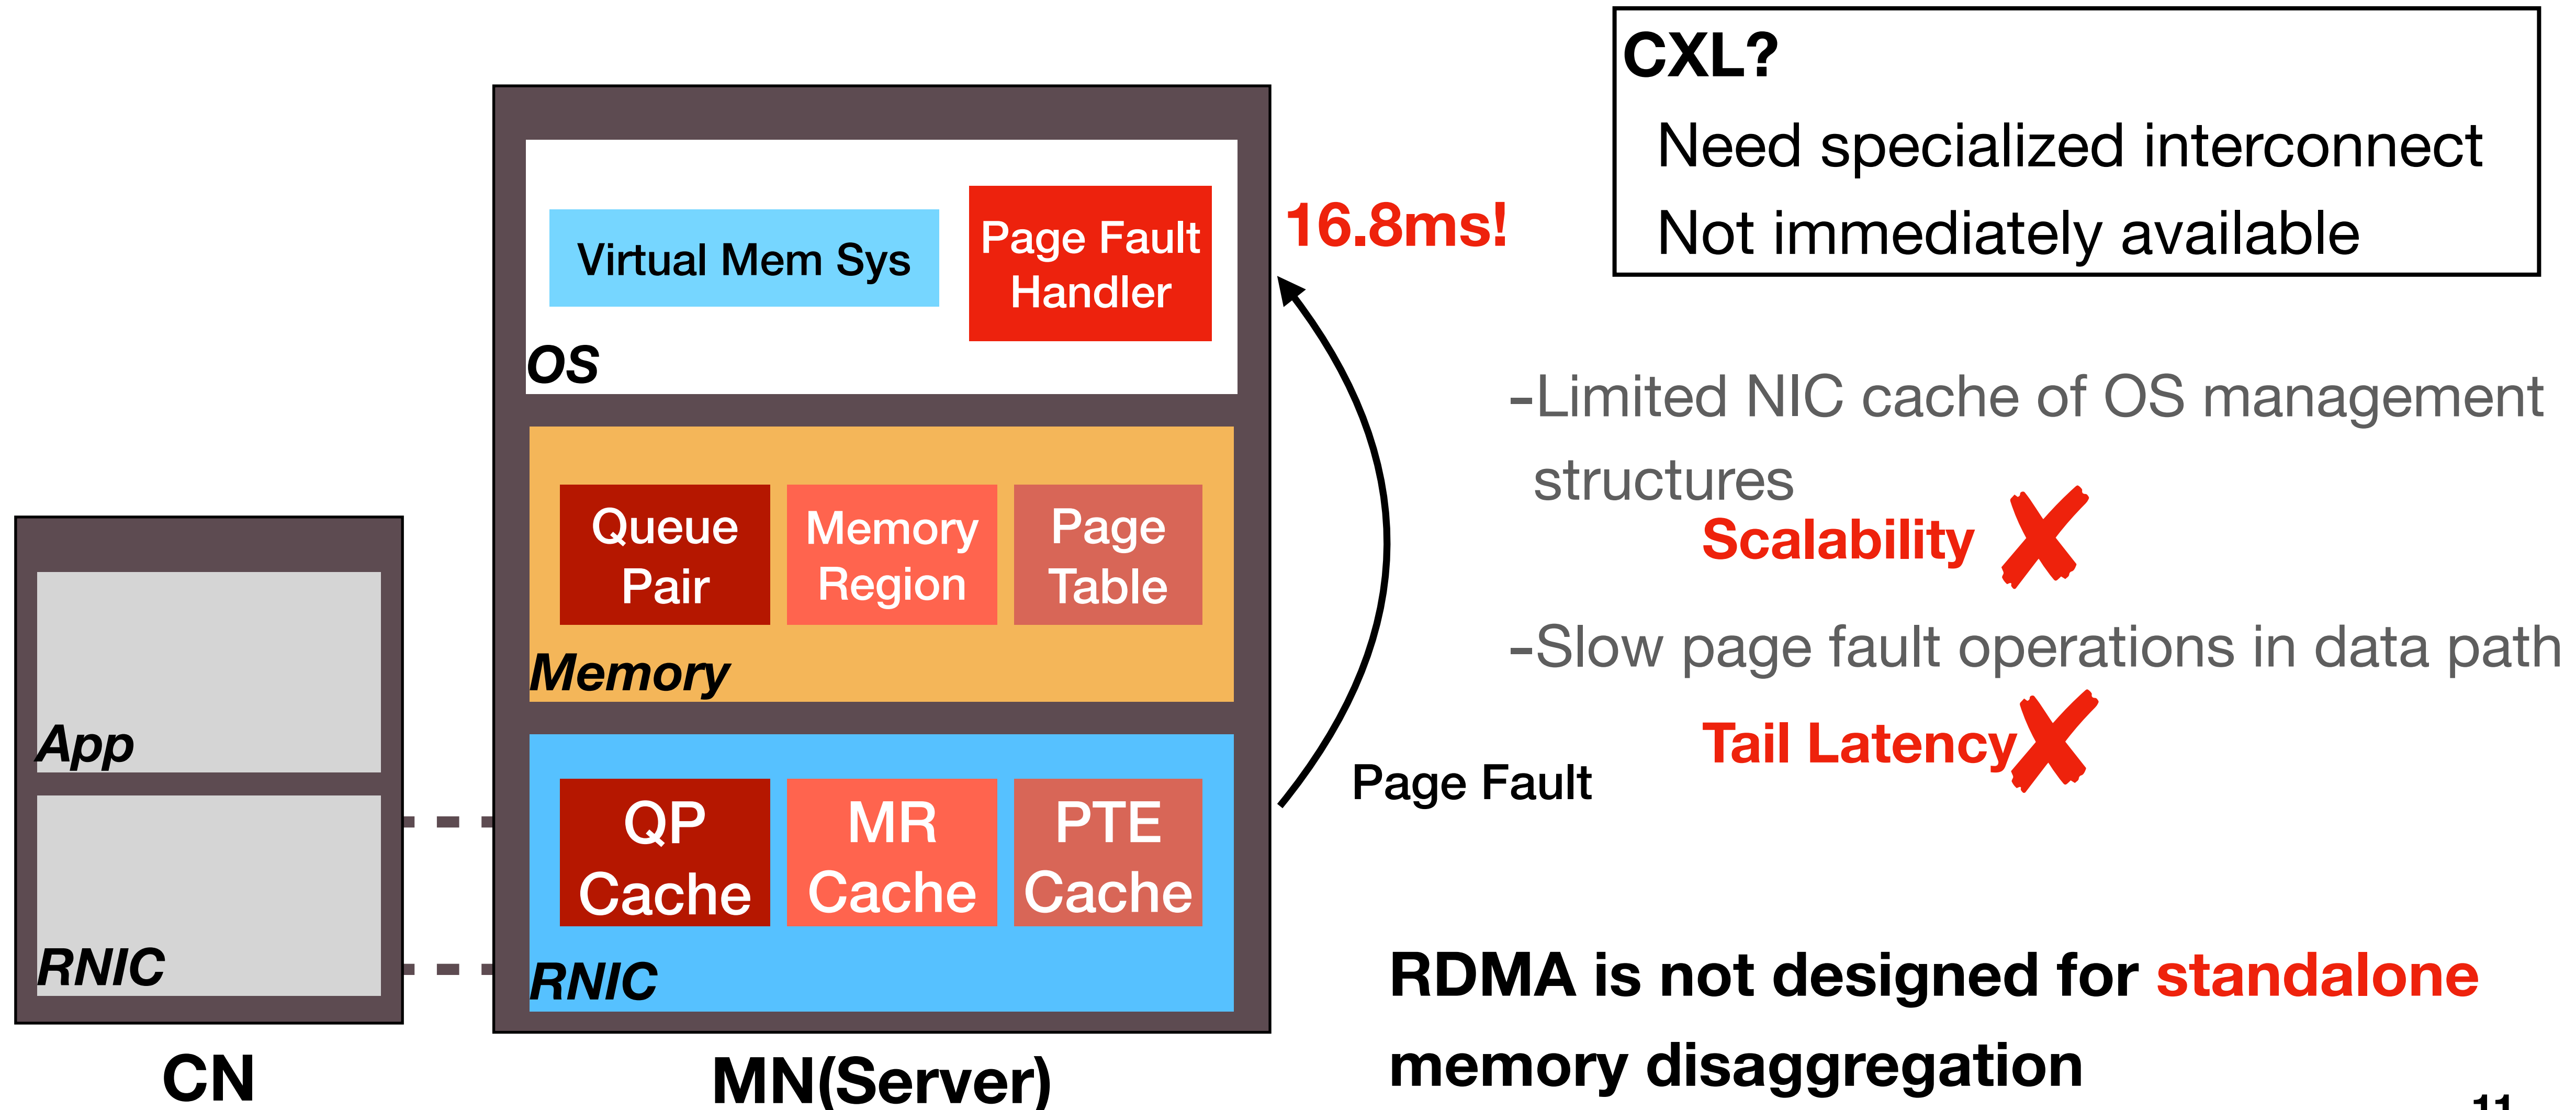 CXL?
Need specialized interconnect
Not immediately available
Virtual Mem Sys
Page Fault
Handler
16.8ms!
OS
Queue
Pair
Memory
Region
Page
Table
Memory
QP
Cache
MR
Cache
PTE
Cache
RNIC
App
RNIC
CN
MN(Server)
Page Fault
-Limited NIC cache of OS management
structures
Scalability ✘
-Slow page fault operations in data path
Tail Latency ✘
RDMA is not designed for standalone
memory disaggregation
11